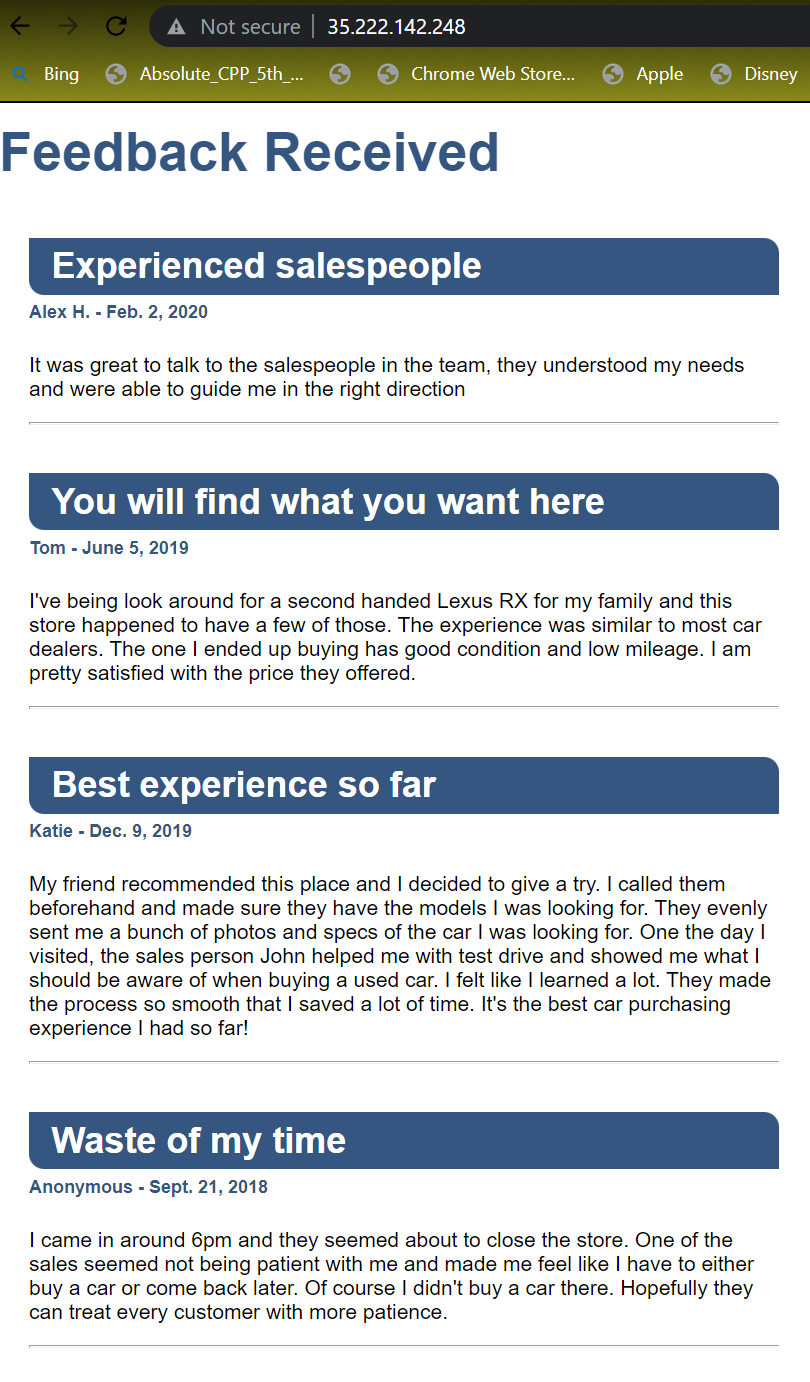 Not secure | 35.222.142.248
Bing Absolute_CPP_5th_... Chrome Web Store... Apple Disney
Feedback Received
Experienced salespeople
Alex H. - Feb. 2, 2020
It was great to talk to the salespeople in the team, they understood my needs
and were able to guide me in the right direction
You will find what you want here
Tom - June 5, 2019
I've being look around for a second handed Lexus RX for my family and this
store happened to have a few of those. The experience was similar to most car
dealers. The one I ended up buying has good condition and low mileage. I am
pretty satisfied with the price they offered.
Best experience so far
Katie - Dec. 9, 2019
My friend recommended this place and I decided to give a try. I called them
beforehand and made sure they have the models I was looking for. They evenly
sent me a bunch of photos and specs of the car I was looking for. One the day I
visited, the sales person John helped me with test drive and showed me what I
should be aware of when buying a used car. I felt like I learned a lot. They made
the process so smooth that I saved a lot of time. It's the best car purchasing
experience I had so far!
Waste of my time
Anonymous - Sept. 21, 2018
I came in around 6pm and they seemed about to close the store. One of the
sales seemed not being patient with me and made me feel like I have to either
buy a car or come back later. Of course I didn't buy a car there. Hopefully they
can treat every customer with more patience.